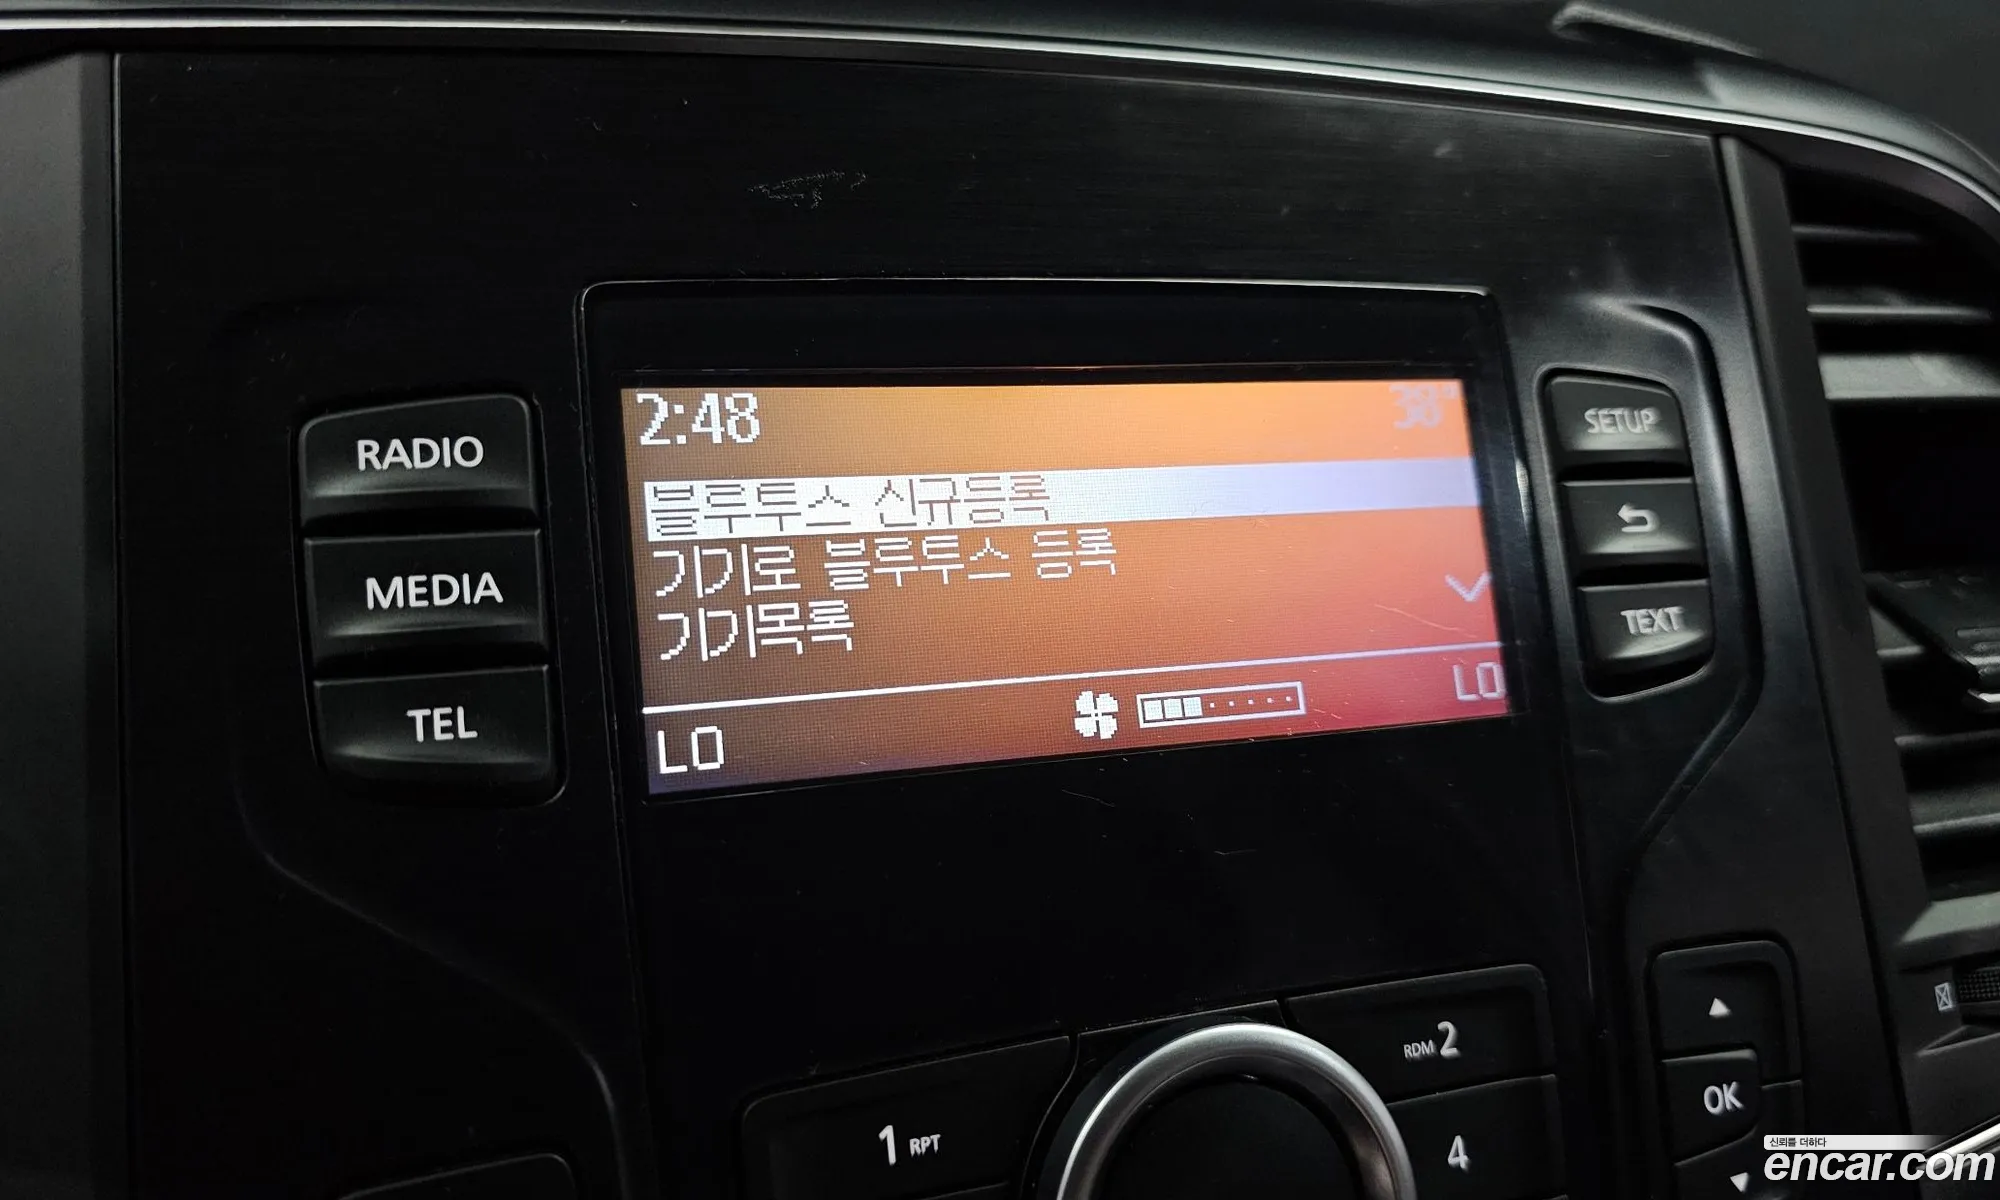 2:48
38°
블루투스 신규등록
기기로 블루투스 등록
기기목록
LO
LO
RADIO
MEDIA
TEL
SETUP
TEXT
1 RPT
RDM 2
4
OK
신뢰를 더하다
encar.com